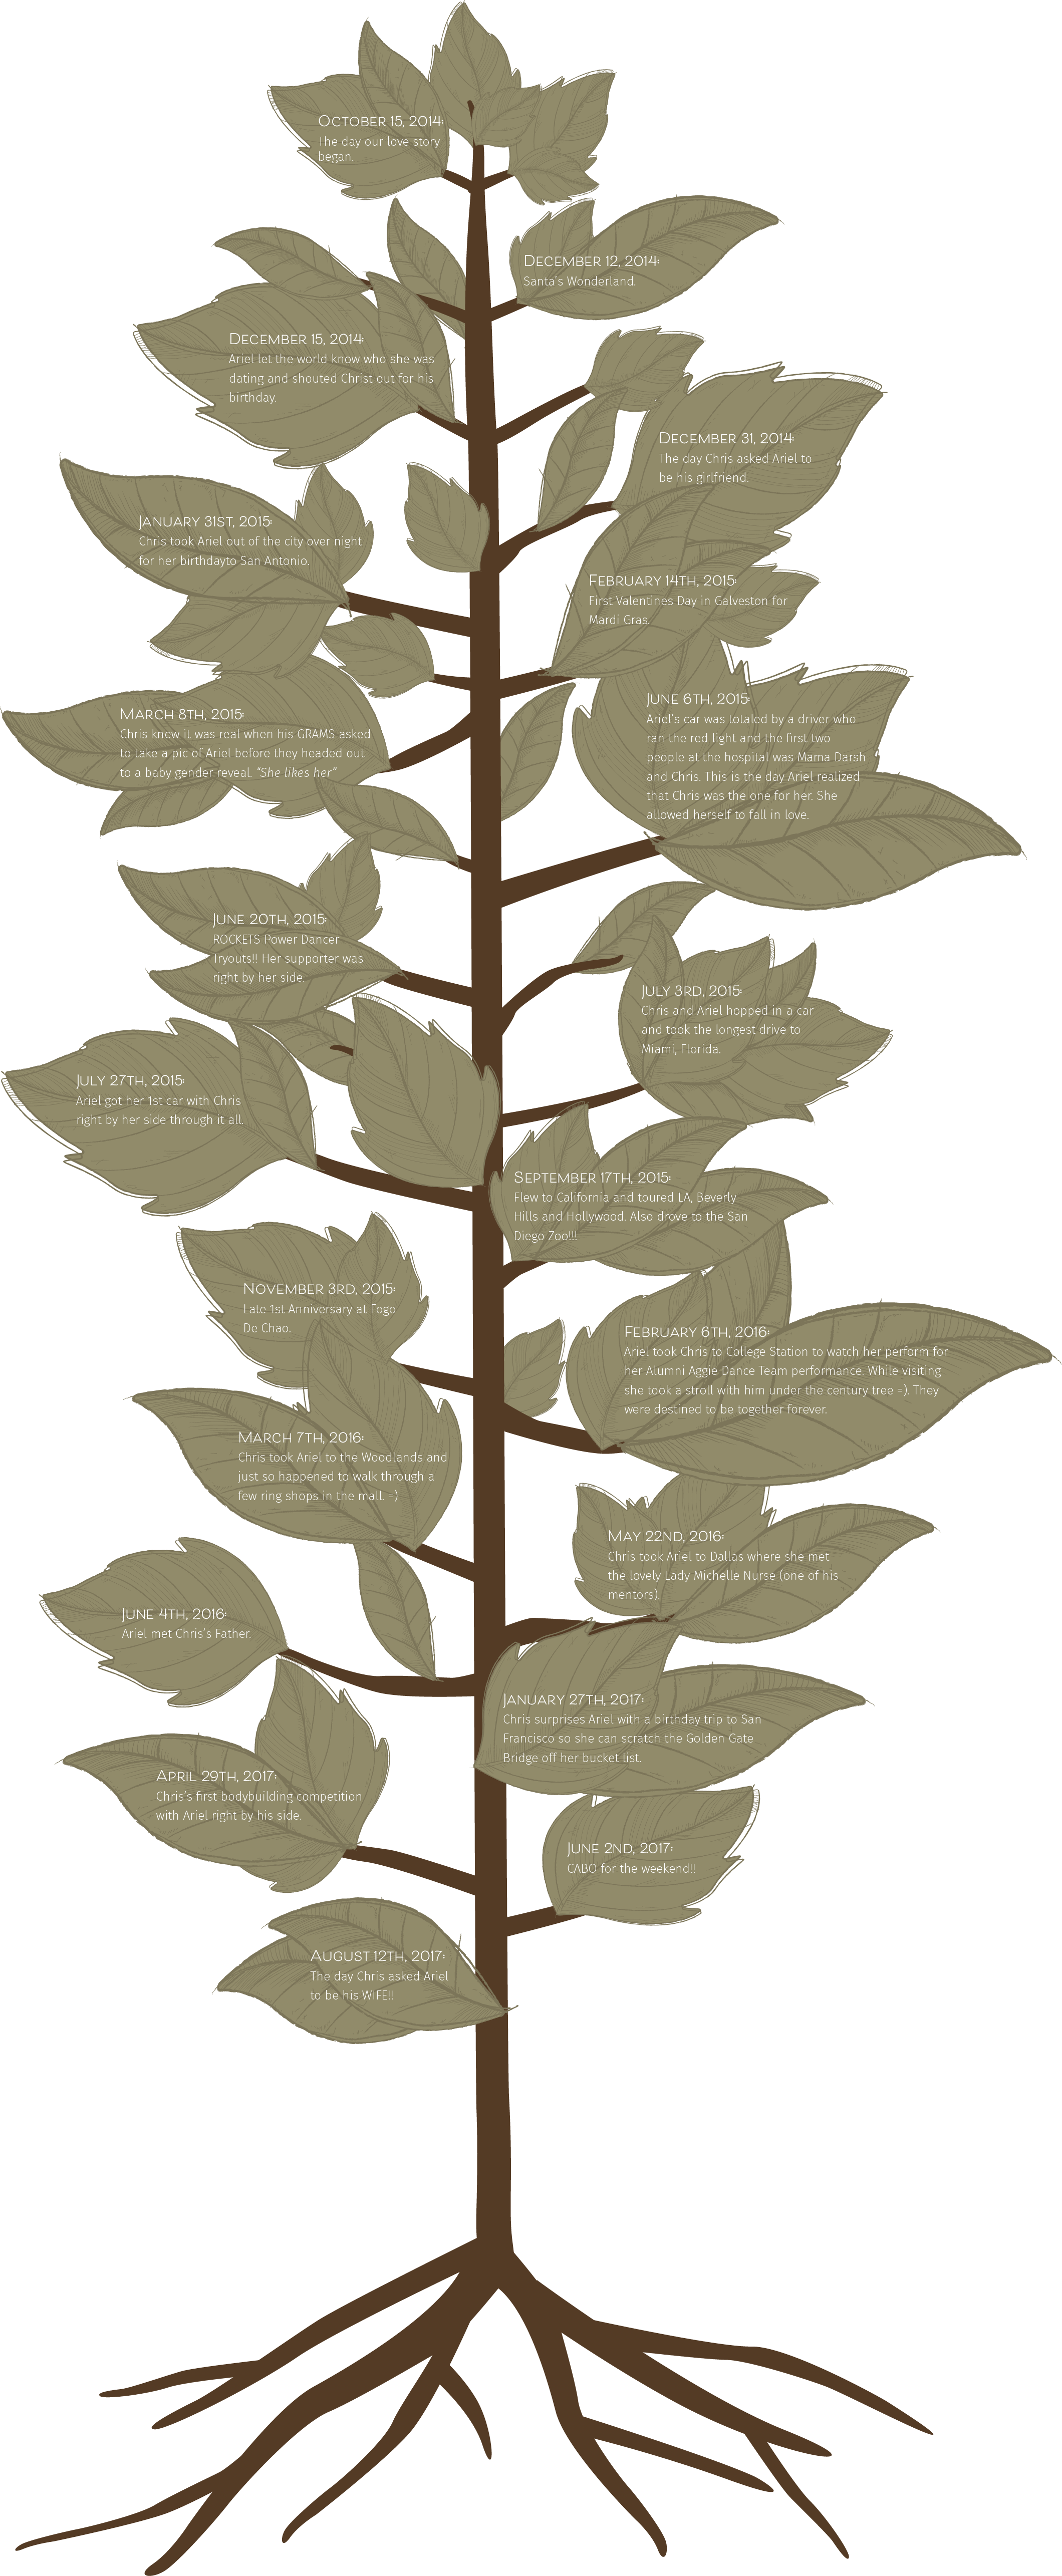 October 15, 2014:
The day our love story
began.
December 12, 2014:
Santa's Wonderland.
December 15, 2014:
Ariel let the world know who she was
dating and shouted Christ out for his
birthday.
December 31, 2014:
The day Chris asked Ariel to
be his girlfriend.
January 31st, 2015:
Chris took Ariel out of the city over night
for her birthdayto San Antonio.
February 14th, 2015:
First Valentines Day in Galveston for
Mardi Gras.
March 8th, 2015:
Chris knew it was real when his GRAMS asked
to take a pic of Ariel before they headed out
to a baby gender reveal. "She likes her"
June 6th, 2015:
Ariel's car was totaled by a driver who
ran the red light and the first two
people at the hospital was Mama Darsh
and Chris. This is the day Ariel realized
that Chris was the one for her. She
allowed herself to fall in love.
June 20th, 2015:
ROCKETS Power Dancer
Tryouts!! Her supporter was
right by her side.
July 3rd, 2015:
Chris and Ariel hopped in a car
and took the longest drive to
Miami, Florida.
July 27th, 2015:
Ariel got her 1st car with Chris
right by her side through it all.
September 17th, 2015:
Flew to California and toured LA, Beverly
Hills and Hollywood. Also drove to the San
Diego Zoo!!!
November 3rd, 2015:
Late 1st Anniversary at Fogo
De Chao.
February 6th, 2016:
Ariel took Chris to College Station to watch her perform for
her Alumni Aggie Dance Team performance. While visiting
she took a stroll with him under the century tree =). They
were destined to be together forever.
March 7th, 2016:
Chris took Ariel to the Woodlands and
just so happened to walk through a
few ring shops in the mall. =)
May 22nd, 2016:
Chris took Ariel to Dallas where she met
the lovely Lady Michelle Nurse (one of his
mentors).
June 4th, 2016:
Ariel met Chris's Father.
January 27th, 2017:
Chris surprises Ariel with a birthday trip to San
Francisco so she can scratch the Golden Gate
Bridge off her bucket list.
April 29th, 2017:
Chris's first bodybuilding competition
with Ariel right by his side.
June 2nd, 2017:
CABO for the weekend!!
August 12th, 2017:
The day Chris asked Ariel
to be his WIFE!!